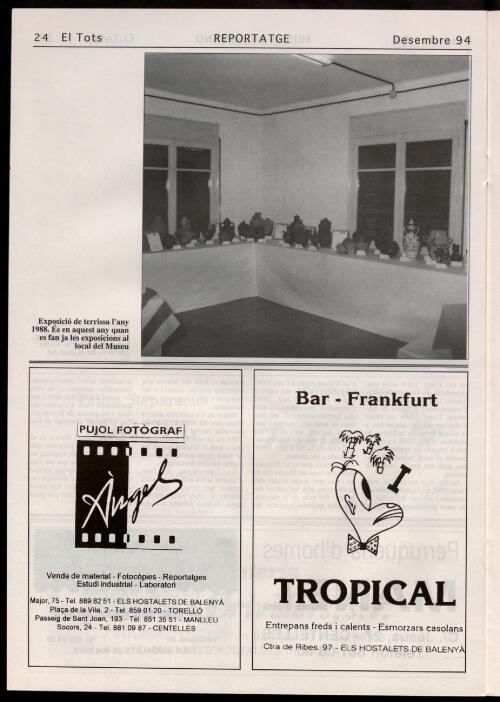 24 El Tots REPORTATGE Desembre 94
Exposició de terrissa l'any
1988. És en aquest any quan
es fan ja les exposicions al
local del Museu
PUJOL FOTÒGRAF
Àngel
Venda de material - Fotocòpies - Reportatges
Estudi industrial - Laboratori
Major, 75 - Tel. 889 82 51 - ELS HOSTALETS DE BALENYÀ
Plaça de la Vila, 2 - Tel. 859 01 20 - TORELLÓ
Passeig de Sant Joan, 193 - Tel. 851 35 51 - MANLLEU
Socors, 24 - Tel. 881 09 87 - CENTELLES
Bar - Frankfurt
I
TROPICAL
Entrepans freds i calents - Esmorzars casolans
Ctra de Ribes, 97 - ELS HOSTALETS DE BALENYÀ